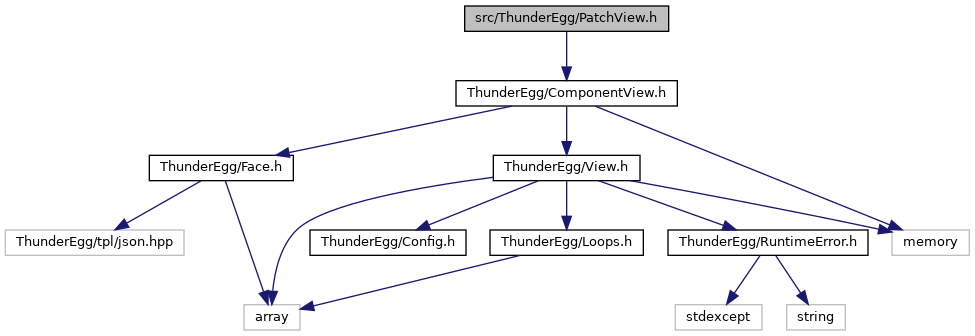 src/ThunderEgg/PatchView.h
ThunderEgg/ComponentView.h
ThunderEgg/Face.h
ThunderEgg/View.h
ThunderEgg/tpl/json.hpp
ThunderEgg/Config.h
ThunderEgg/Loops.h
ThunderEgg/RuntimeError.h
memory
array
stdexcept
string